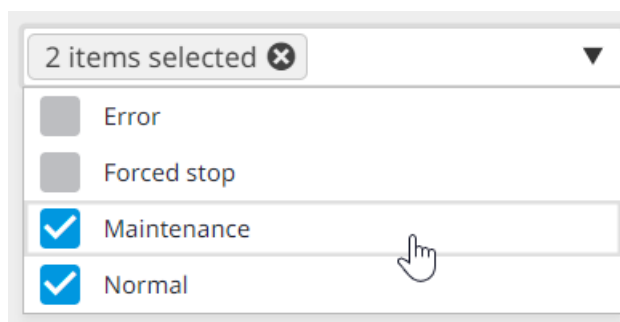 2 items selected
Error
Forced stop
Maintenance
Normal